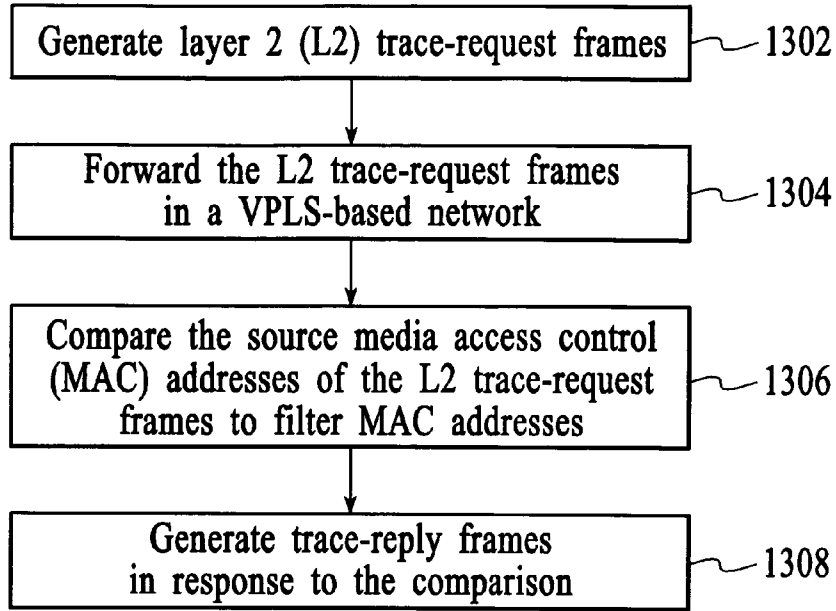 Generate layer 2 (L2) trace-request frames
1302
Forward the L2 trace-request frames
in a VPLS-based network
1304
Compare the source media access control
(MAC) addresses of the L2 trace-request
frames to filter MAC addresses
1306
Generate trace-reply frames
in response to the comparison
1308